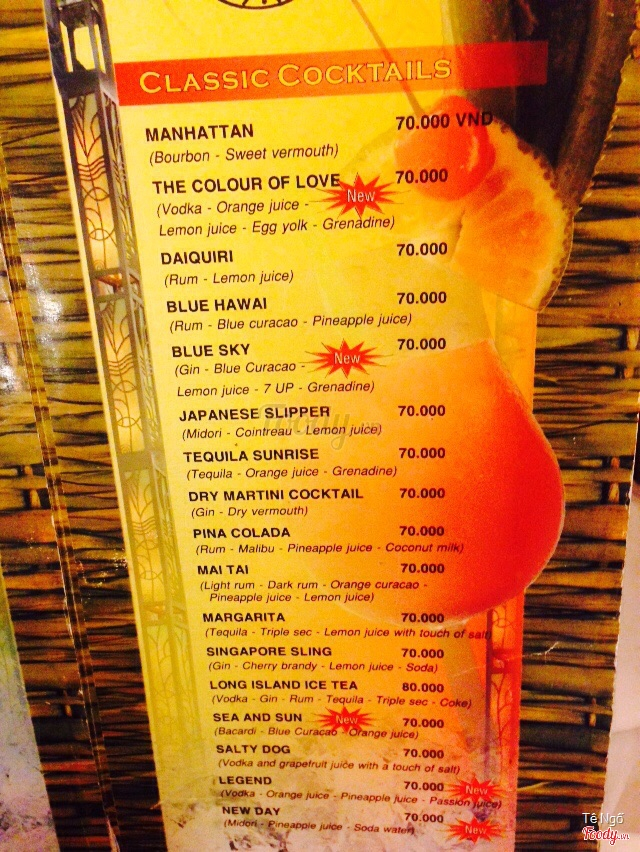 CLASSIC COCKTAILS
MANHATTAN 70.000 VND
(Bourbon - Sweet vermouth)
THE COLOUR OF LOVE New 70.000
(Vodka - Orange juice -
Lemon juice - Egg yolk - Grenadine)
DAIQUIRI 70.000
(Rum - Lemon juice)
BLUE HAWAI 70.000
(Rum - Blue curacao - Pineapple juice)
BLUE SKY New 70.000
(Gin - Blue Curacao -
Lemon juice - 7 UP - Grenadine)
JAPANESE SLIPPER 70.000
(Midori - Cointreau - Lemon juice)
TEQUILA SUNRISE 70.000
(Tequila - Orange juice - Grenadine)
DRY MARTINI COCKTAIL 70.000
(Gin - Dry vermouth)
PINA COLADA 70.000
(Rum - Malibu - Pineapple juice - Coconut milk)
MAI TAI 70.000
(Light rum - Dark rum - Orange curacao -
Pineapple juice - Lemon juice)
MARGARITA 70.000
(Tequila - Triple sec - Lemon juice with touch of salt)
SINGAPORE SLING 70.000
(Gin - Cherry brandy - Lemon juice - Soda)
LONG ISLAND ICE TEA 80.000
(Vodka - Gin - Rum - Tequila - Triple sec - Coke)
SEA AND SUN New 70.000
(Bacardi - Blue Curacao - Orange juice)
SALTY DOG 70.000
(Vodka and grapefruit juice with a touch of salt)
LEGEND 70.000 New
(Vodka - Orange juice - Pineapple juice - Passion juice)
NEW DAY 70.000 New
(Midori - Pineapple juice - Soda water)
Foody.vn
Tê Ngố
Foody.vn